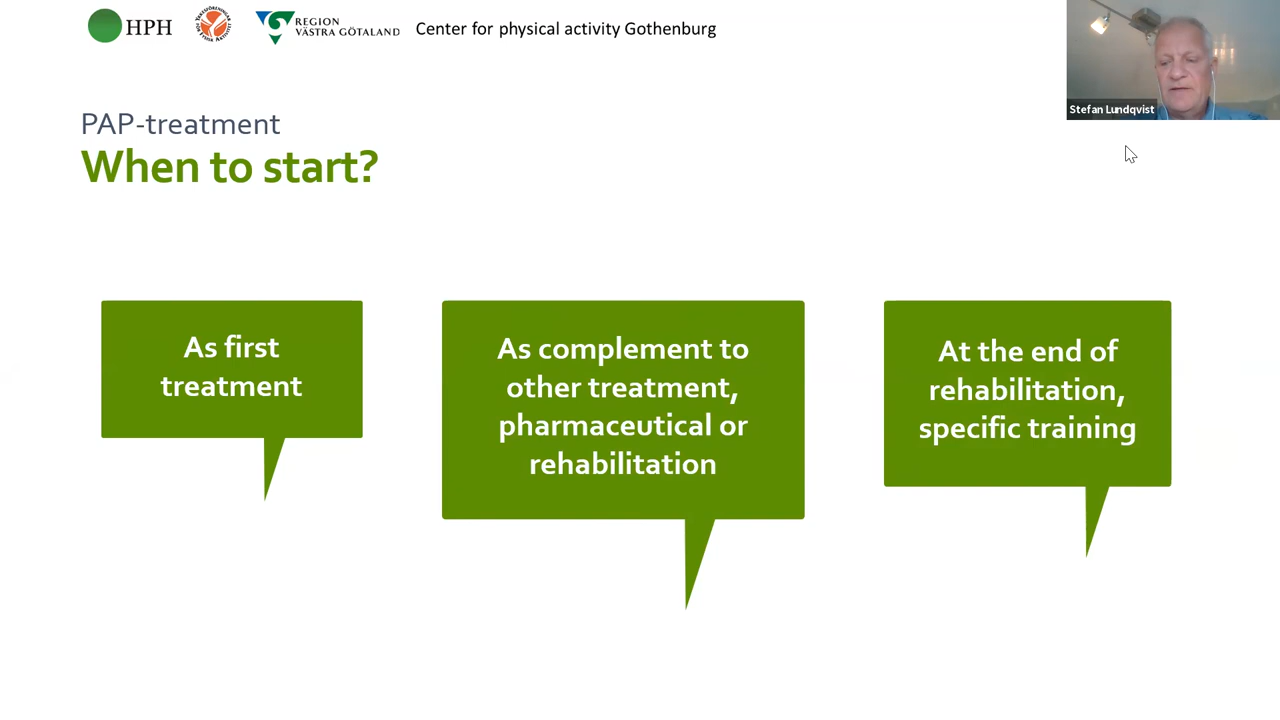 HPH
REGION
VÄSTRA GÖTALAND
Center for physical activity Gothenburg
Stefan Lundqvist
PAP-treatment
When to start?
As first
treatment
As complement to
other treatment,
pharmaceutical or
rehabilitation
At the end of
rehabilitation,
specific training